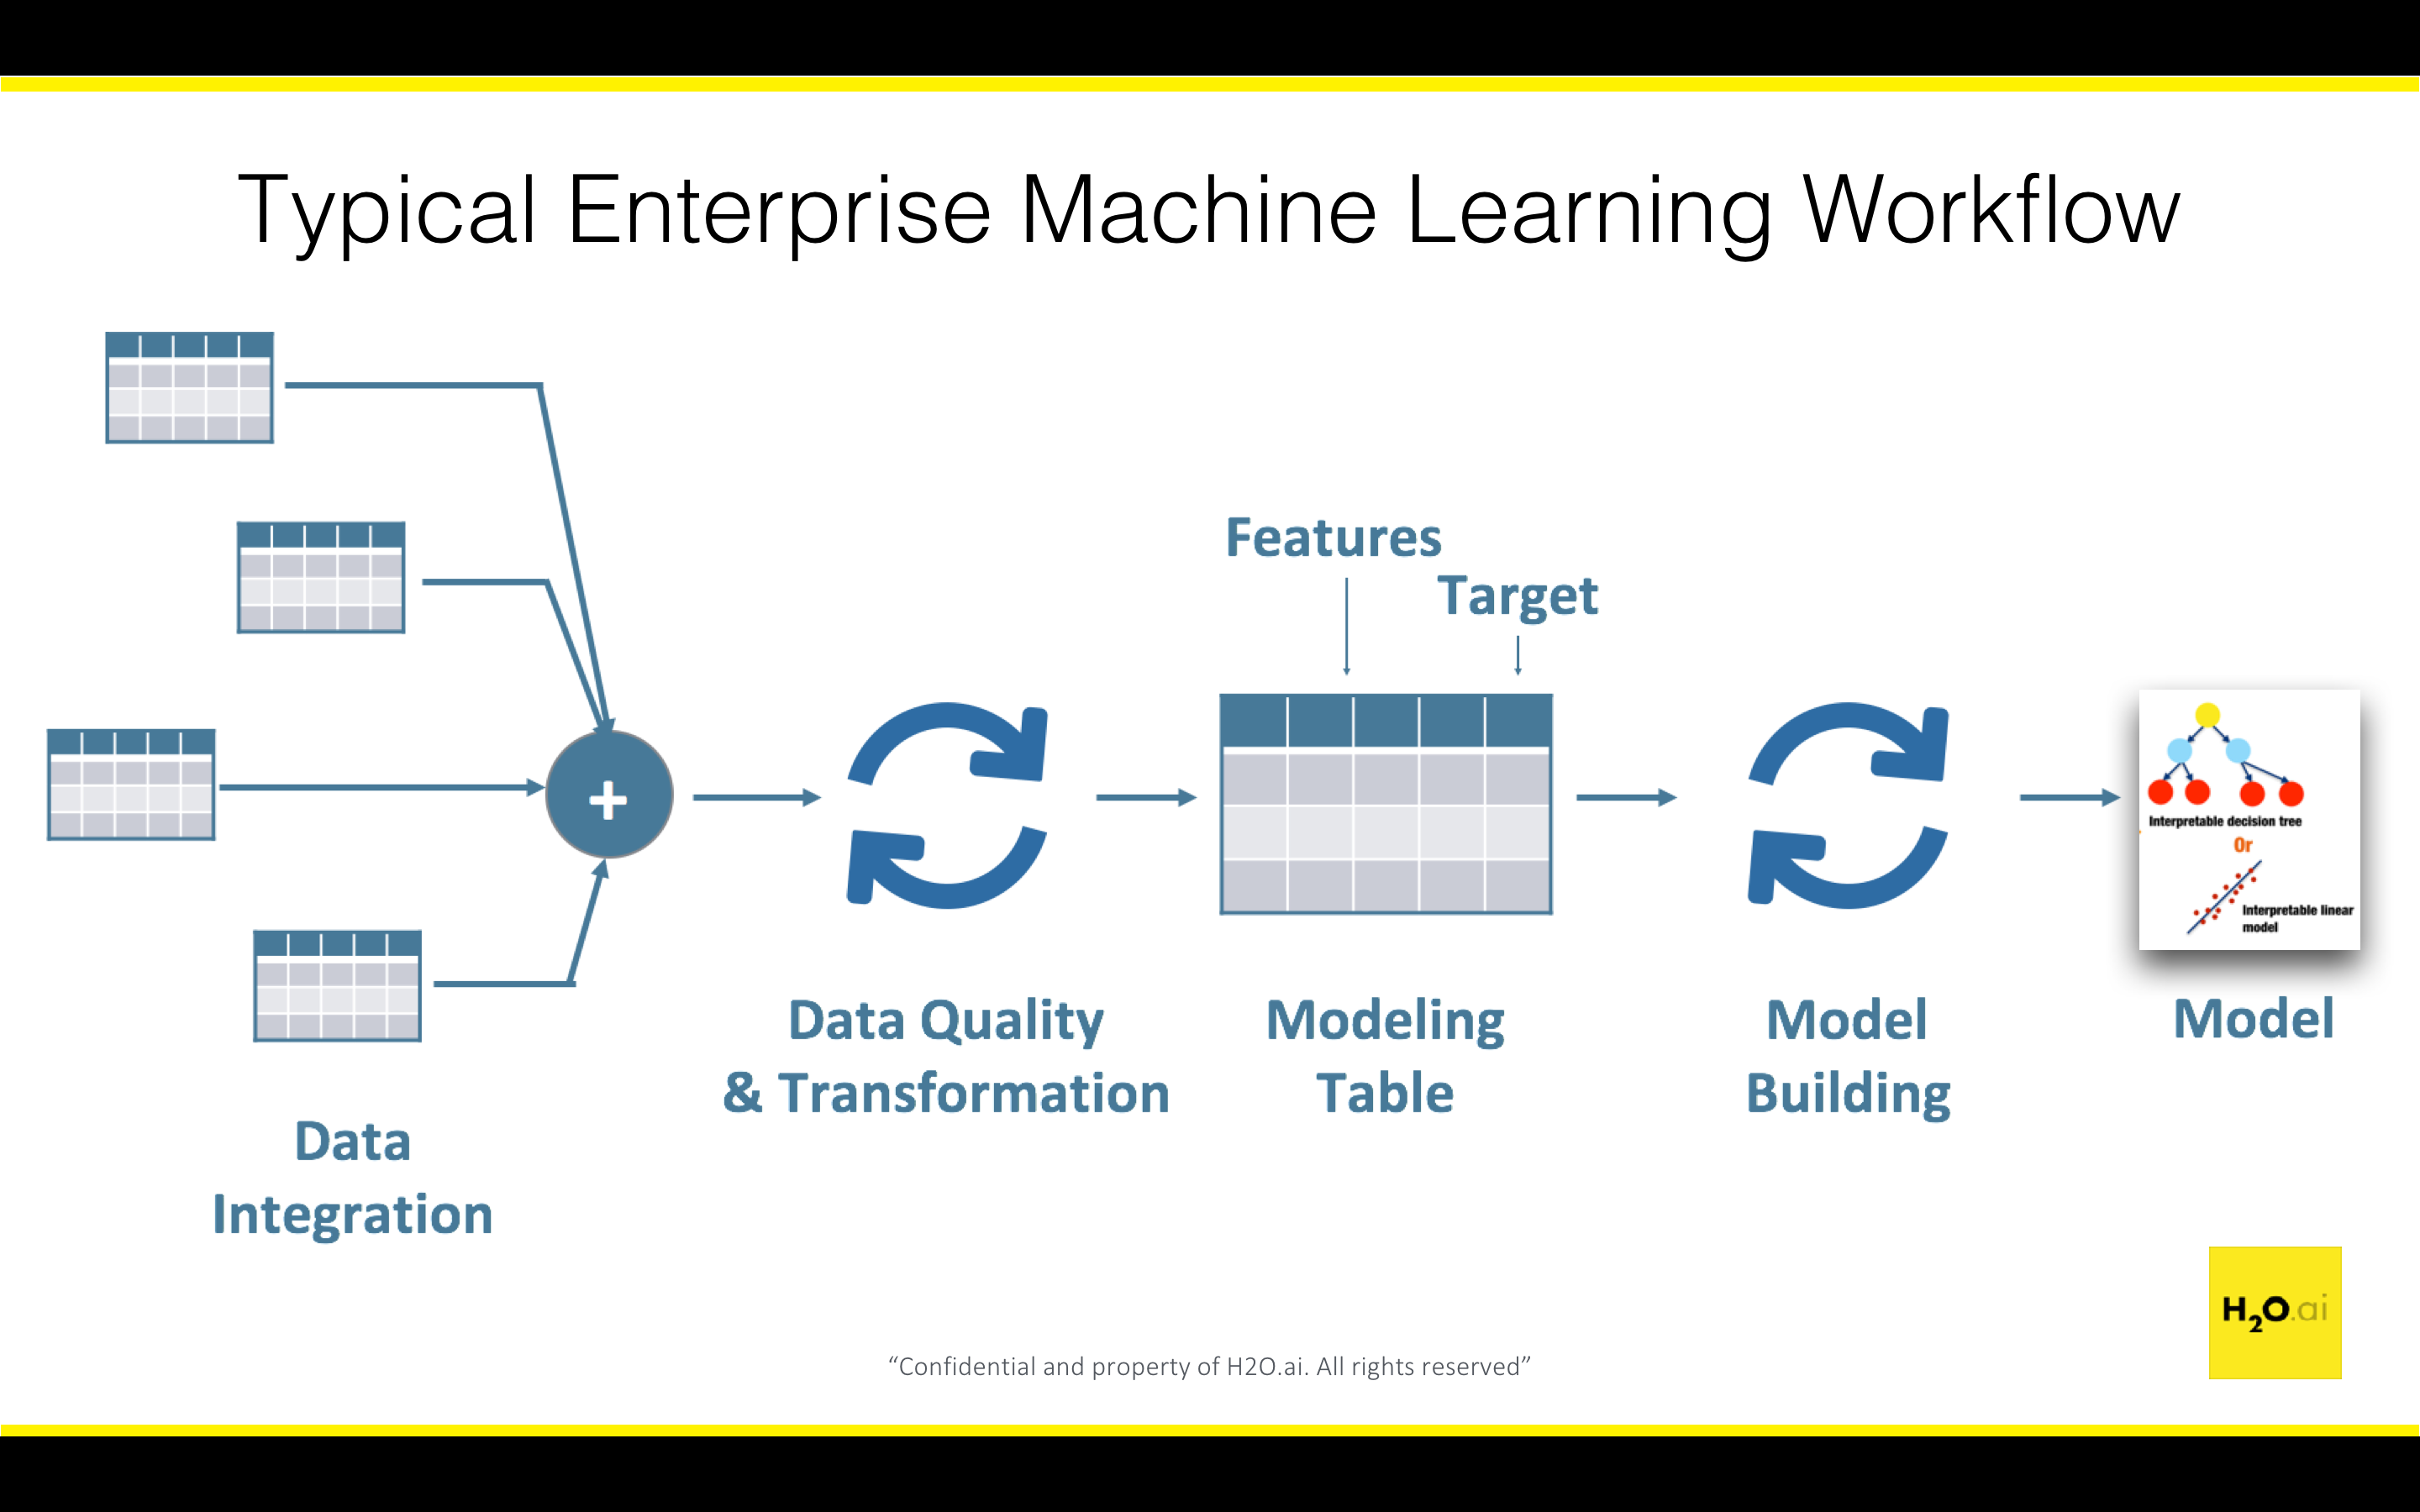 Typical Enterprise Machine Learning Workflow
Features
Target
+
Interpretable decision tree
Or
Interpretable linear
model
Data Quality
& Transformation
Modeling
Table
Model
Building
Model
Data
Integration
H2O.ai
“Confidential and property of H2O.ai. All rights reserved”